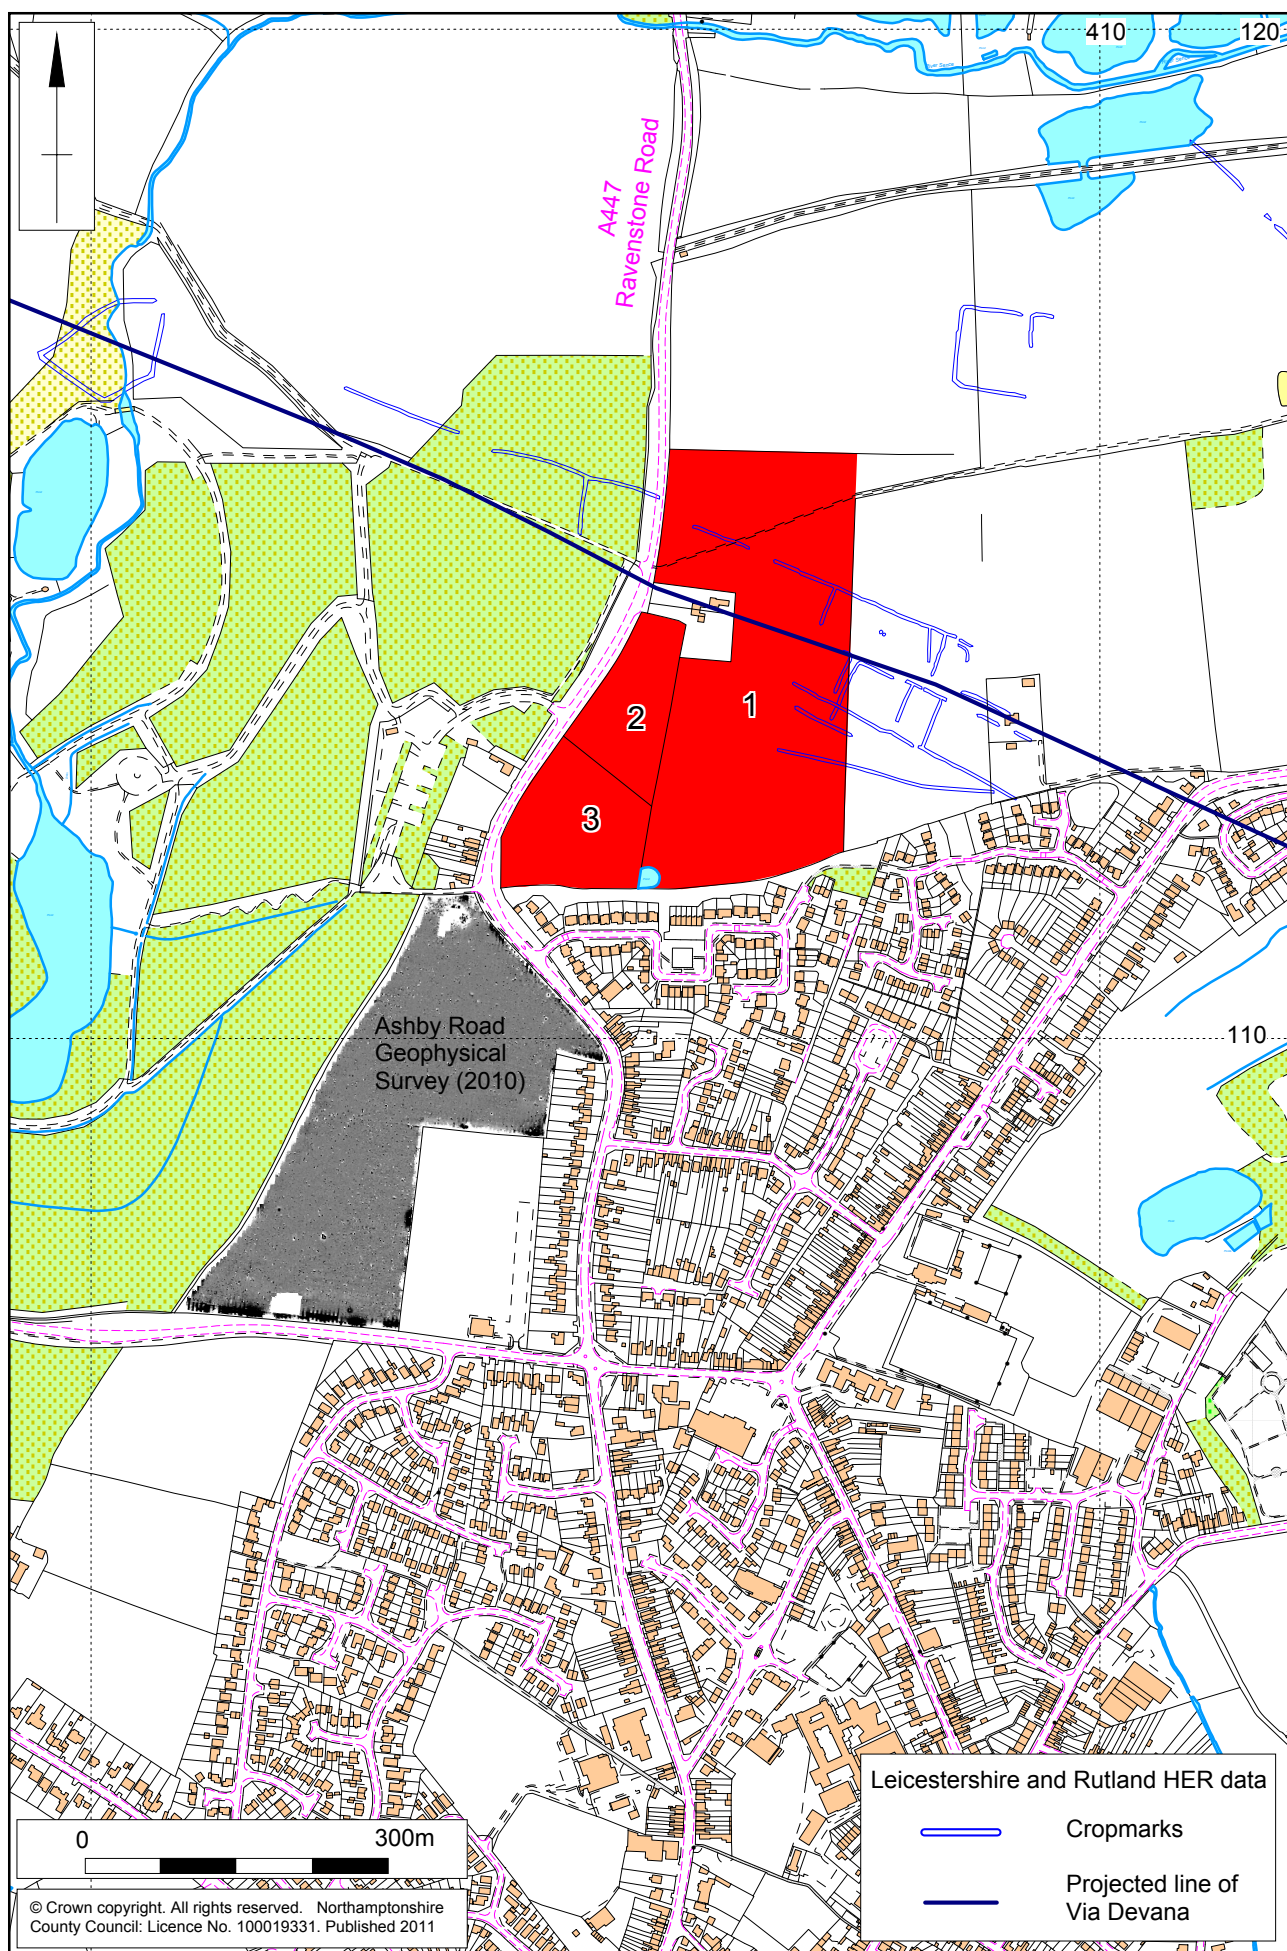 410
120
River Sence
A447
Ravenstone Road
1
2
3
Ashby Road
Geophysical
Survey (2010)
110
Leicestershire and Rutland HER data
Cropmarks
Projected line of
Via Devana
0 300m
© Crown copyright. All rights reserved. Northamptonshire
County Council: Licence No. 100019331. Published 2011